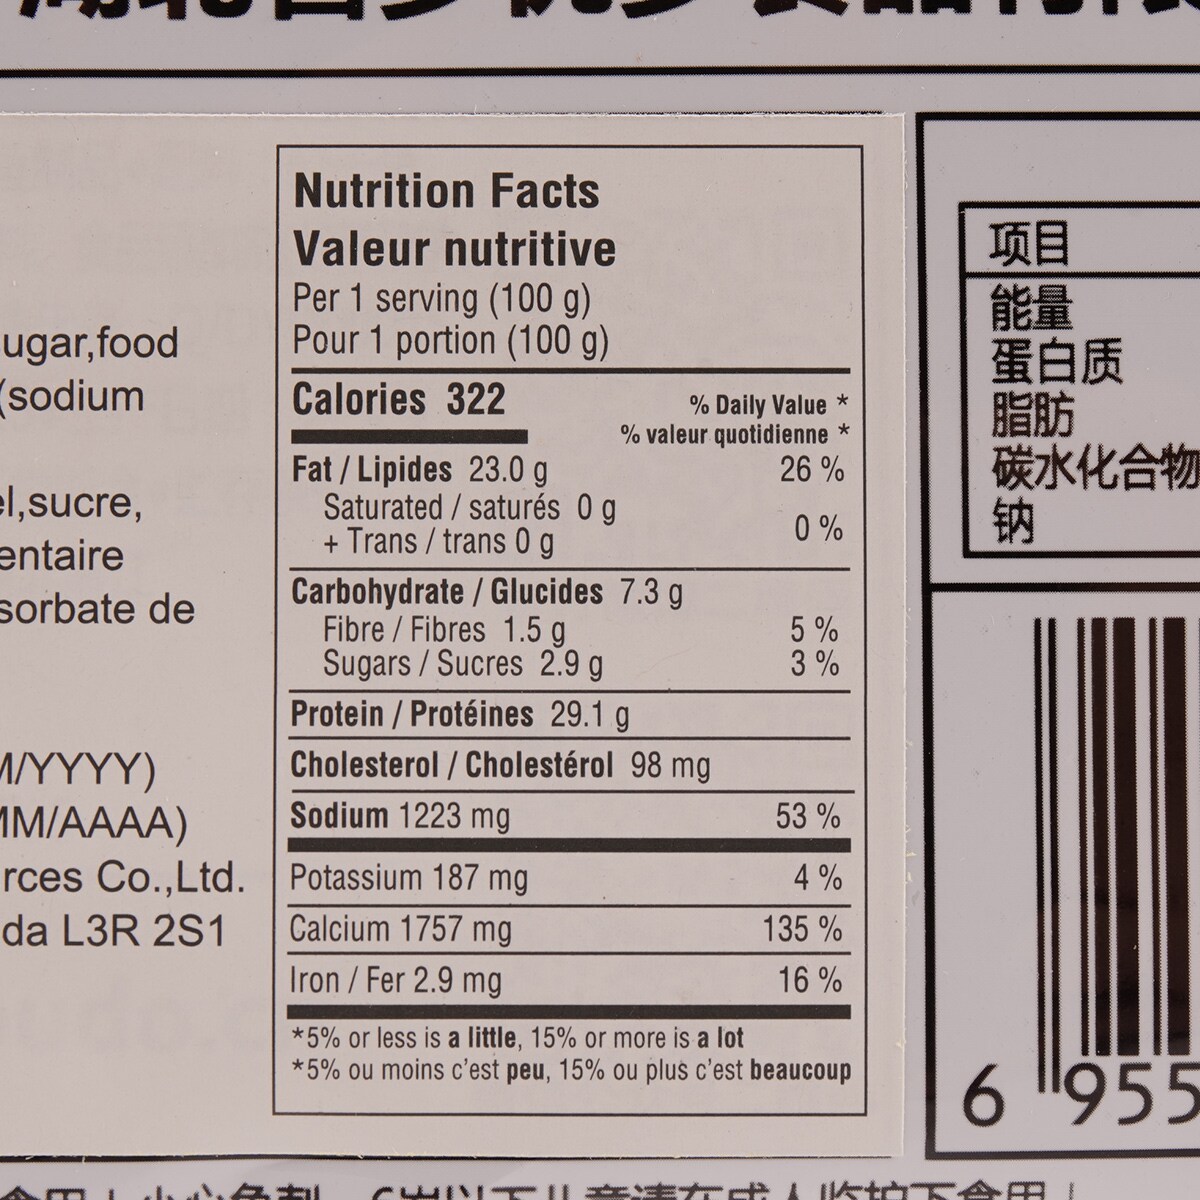 ugar,food
(sodium
el,sucre,
entaire
sorbate de
M/YYYY)
MM/AAAA)
rces Co.,Ltd.
da L3R 2S1
Nutrition Facts
Valeur nutritive
Per 1 serving (100 g)
Pour 1 portion (100 g)
Calories 322
% Daily Value *
% valeur quotidienne *
Fat / Lipides 23.0 g 26 %
Saturated / saturés 0 g
+ Trans / trans 0 g 0 %
Carbohydrate / Glucides 7.3 g
Fibre / Fibres 1.5 g 5 %
Sugars / Sucres 2.9 g 3 %
Protein / Protéines 29.1 g
Cholesterol / Cholestérol 98 mg
Sodium 1223 mg 53 %
Potassium 187 mg 4 %
Calcium 1757 mg 135 %
Iron / Fer 2.9 mg 16 %
*5% or less is a little, 15% or more is a lot
*5% ou moins c'est peu, 15% ou plus c'est beaucoup
项目
能量
蛋白质
脂肪
碳水化合物
钠
6 955